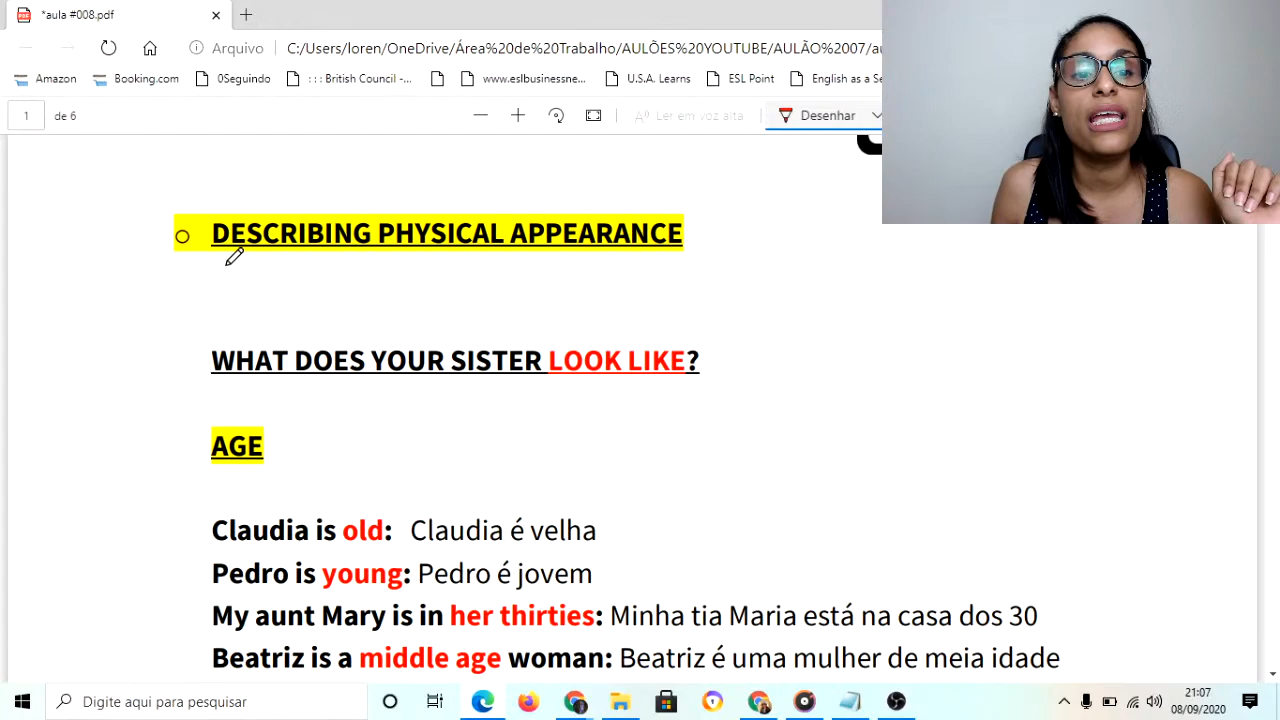 *aula #008.pdf
Arquivo
C:/Users/loren/OneDrive/Área%20de%20Trabalho/AULÕES%20YOUTUBE/AULÃO%2007/au
Amazon
Booking.com
0Seguindo
: : : British Council -...
www.eslbusinessne...
U.S.A. Learns
ESL Point
English as a Se
1 de 6
Ler em voz alta
Desenhar
DESCRIBING PHYSICAL APPEARANCE
WHAT DOES YOUR SISTER LOOK LIKE?
AGE
Claudia is old: Claudia é velha
Pedro is young: Pedro é jovem
My aunt Mary is in her thirties: Minha tia Maria está na casa dos 30
Beatriz is a middle age woman: Beatriz é uma mulher de meia idade
Digite aqui para pesquisar
21:07
08/09/2020